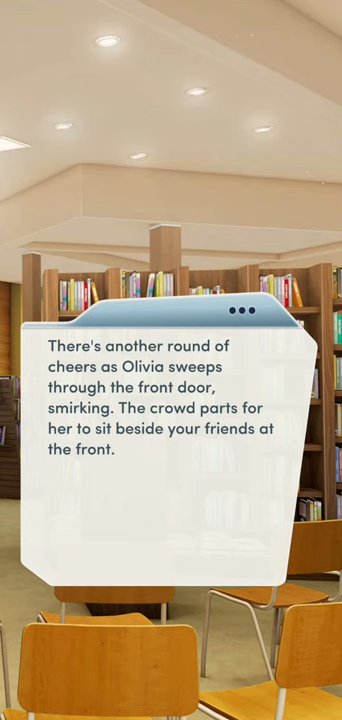 There's another round of
cheers as Olivia sweeps
through the front door,
smirking. The crowd parts for
her to sit beside your friends at
the front.